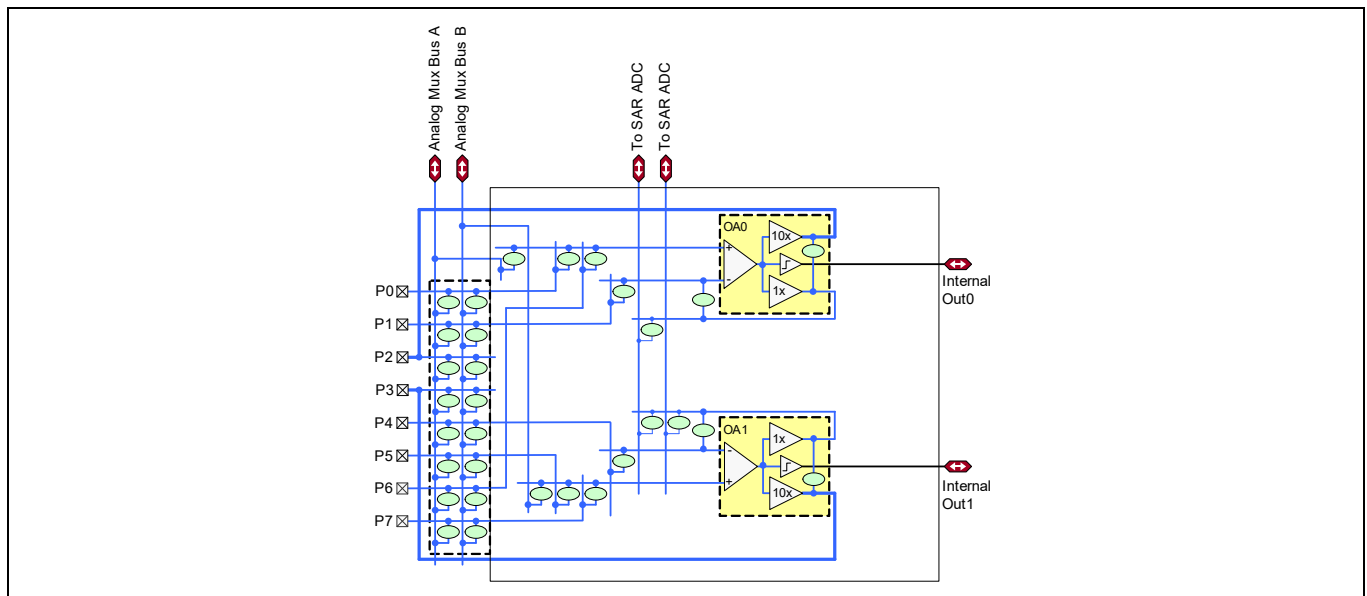 Analog Mux Bus A
Analog Mux Bus B
To SAR ADC
To SAR ADC
OA0
+
-
10x
1x
Internal
Out0
P0
P1
P2
P3
P4
P5
P6
P7
OA1
-
+
1x
10x
Internal
Out1